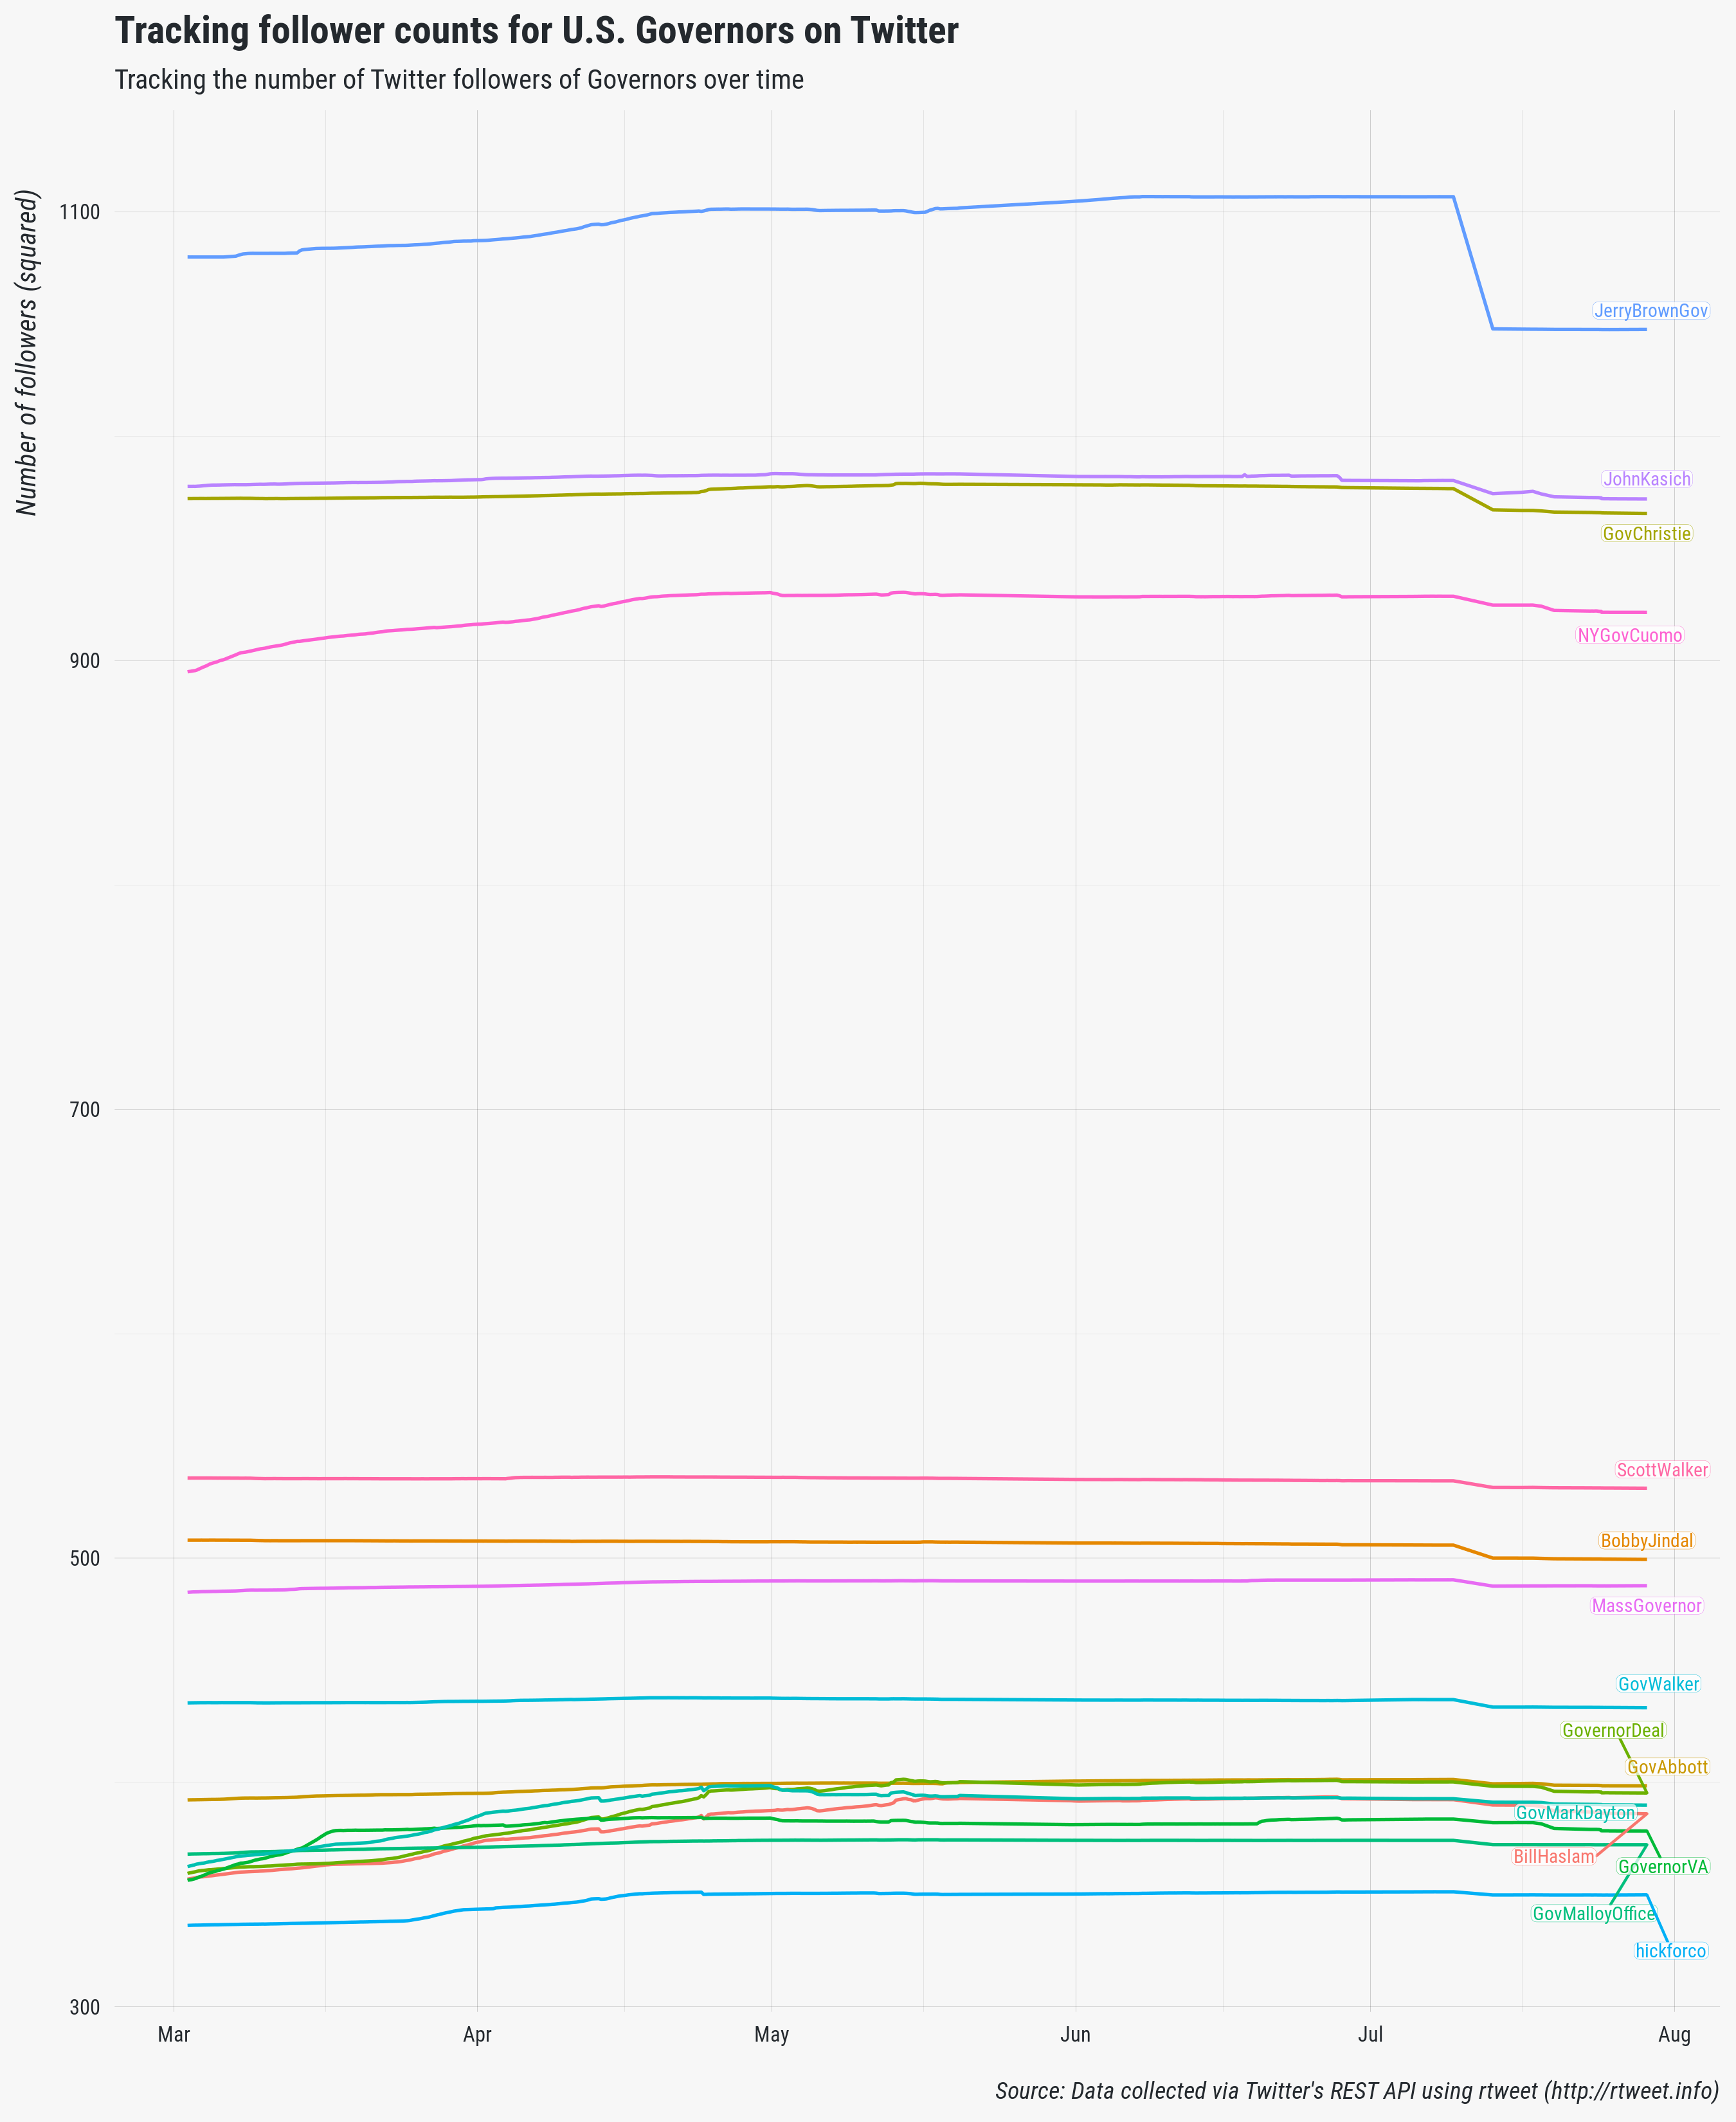 Tracking follower counts for U.S. Governors on Twitter
Tracking the number of Twitter followers of Governors over time
Number of followers (squared)
1100
900
700
500
300
JerryBrownGov
JohnKasich
GovChristie
NYGovCuomo
ScottWalker
BobbyJindal
MassGovernor
GovWalker
GovernorDeal
GovAbbott
GovMarkDayton
BillHaslam
GovernorVA
GovMalloyOffice
hickforco
Mar Apr May Jun Jul Aug
Source: Data collected via Twitter's REST API using rtweet (http://rtweet.info)